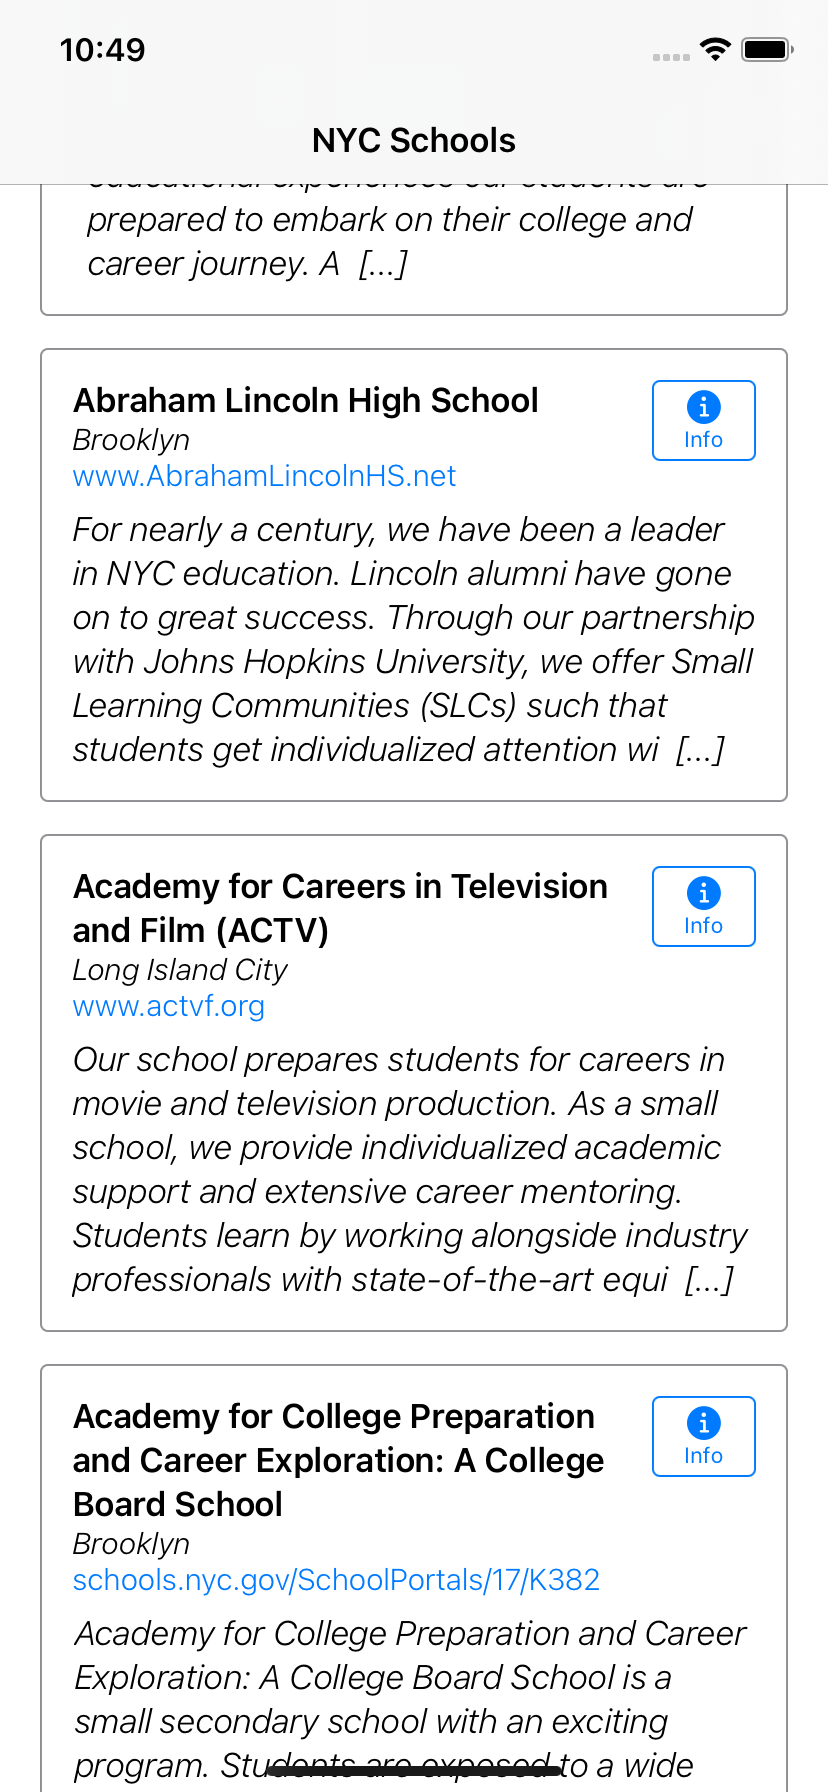 10:49
NYC Schools
educational experiences our students are
prepared to embark on their college and
career journey. A  [...]
Abraham Lincoln High School
Info
Brooklyn
www.AbrahamLincolnHS.net
For nearly a century, we have been a leader
in NYC education. Lincoln alumni have gone
on to great success. Through our partnership
with Johns Hopkins University, we offer Small
Learning Communities (SLCs) such that
students get individualized attention wi  [...]
Academy for Careers in Television
and Film (ACTV)
Info
Long Island City
www.actvf.org
Our school prepares students for careers in
movie and television production. As a small
school, we provide individualized academic
support and extensive career mentoring.
Students learn by working alongside industry
professionals with state-of-the-art equi  [...]
Academy for College Preparation
and Career Exploration: A College
Board School
Info
Brooklyn
schools.nyc.gov/SchoolPortals/17/K382
Academy for College Preparation and Career
Exploration: A College Board School is a
small secondary school with an exciting
program. Students are exposed to a wide